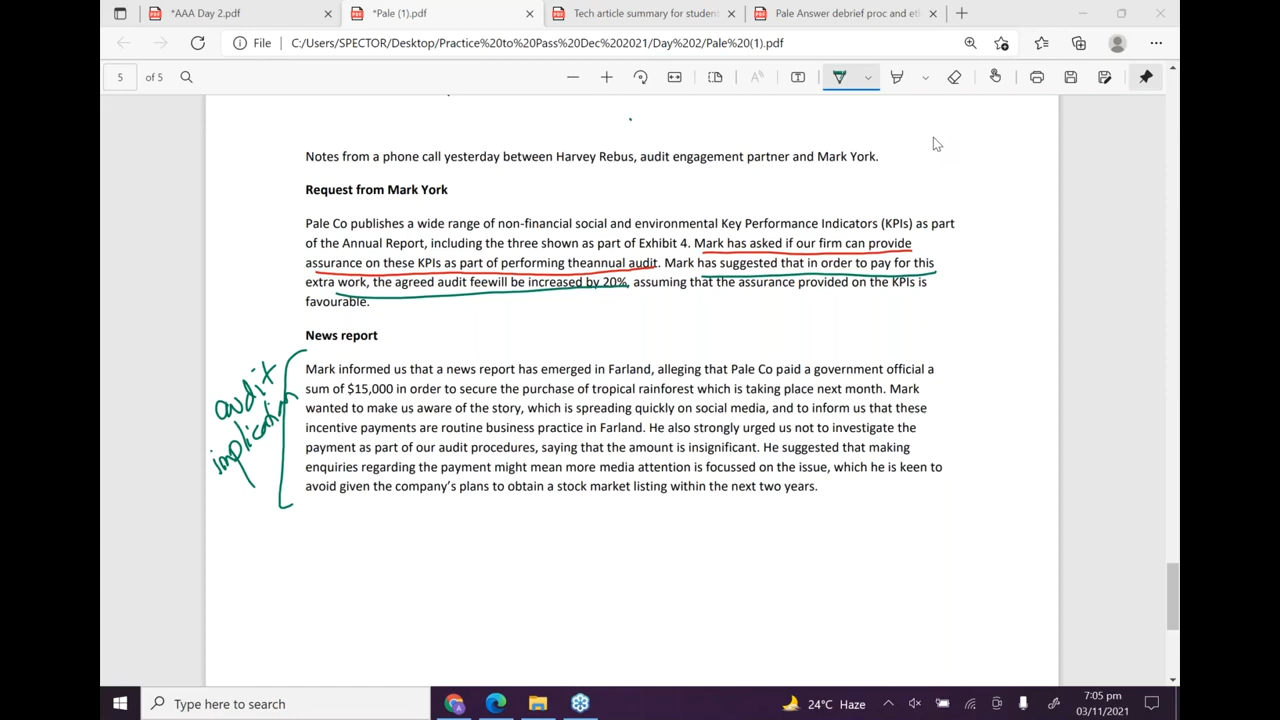 *AAA Day 2.pdf
*Pale (1).pdf
Tech article summary for studen
Pale Answer debrief proc and eti
File
C:/Users/SPECTOR/Desktop/Practice%20to%20Pass%20Dec%202021/Day%202/Pale%20(1).pdf
5 of 5
Notes from a phone call yesterday between Harvey Rebus, audit engagement partner and Mark York.
Request from Mark York
Pale Co publishes a wide range of non-financial social and environmental Key Performance Indicators (KPIs) as part
of the Annual Report, including the three shown as part of Exhibit 4. Mark has asked if our firm can provide
assurance on these KPIs as part of performing theannual audit. Mark has suggested that in order to pay for this
extra work, the agreed audit feewill be increased by 20%, assuming that the assurance provided on the KPIs is
favourable.
News report
audit
implication
Mark informed us that a news report has emerged in Farland, alleging that Pale Co paid a government official a
sum of $15,000 in order to secure the purchase of tropical rainforest which is taking place next month. Mark
wanted to make us aware of the story, which is spreading quickly on social media, and to inform us that these
incentive payments are routine business practice in Farland. He also strongly urged us not to investigate the
payment as part of our audit procedures, saying that the amount is insignificant. He suggested that making
enquiries regarding the payment might mean more media attention is focussed on the issue, which he is keen to
avoid given the company's plans to obtain a stock market listing within the next two years.
Type here to search
24°C Haze
7:05 pm
03/11/2021